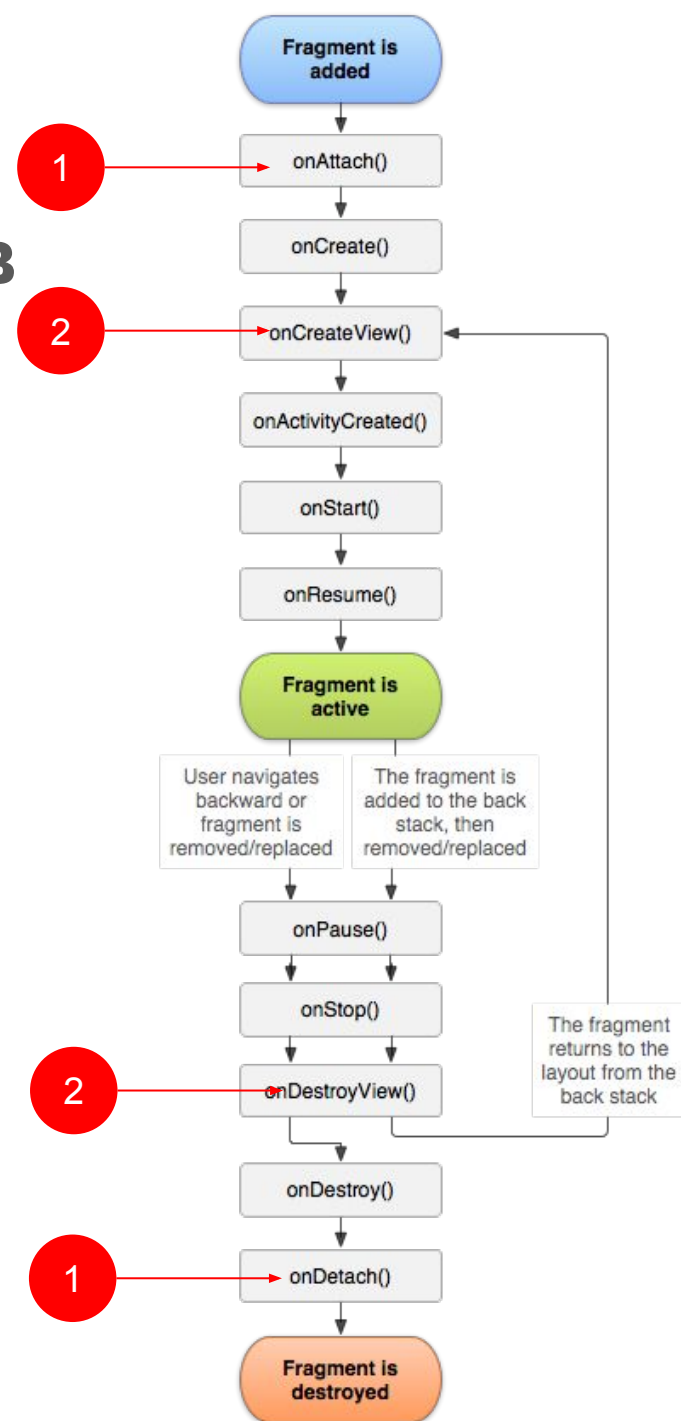 Fragment is
added
1
onAttach()
onCreate()
B
2
onCreateView()
onActivityCreated()
onStart()
onResume()
Fragment is
active
User navigates
backward or
fragment is
removed/replaced
The fragment is
added to the back
stack, then
removed/replaced
onPause()
onStop()
The fragment
returns to the
layout from the
back stack
2
onDestroyView()
onDestroy()
1
onDetach()
Fragment is
destroyed